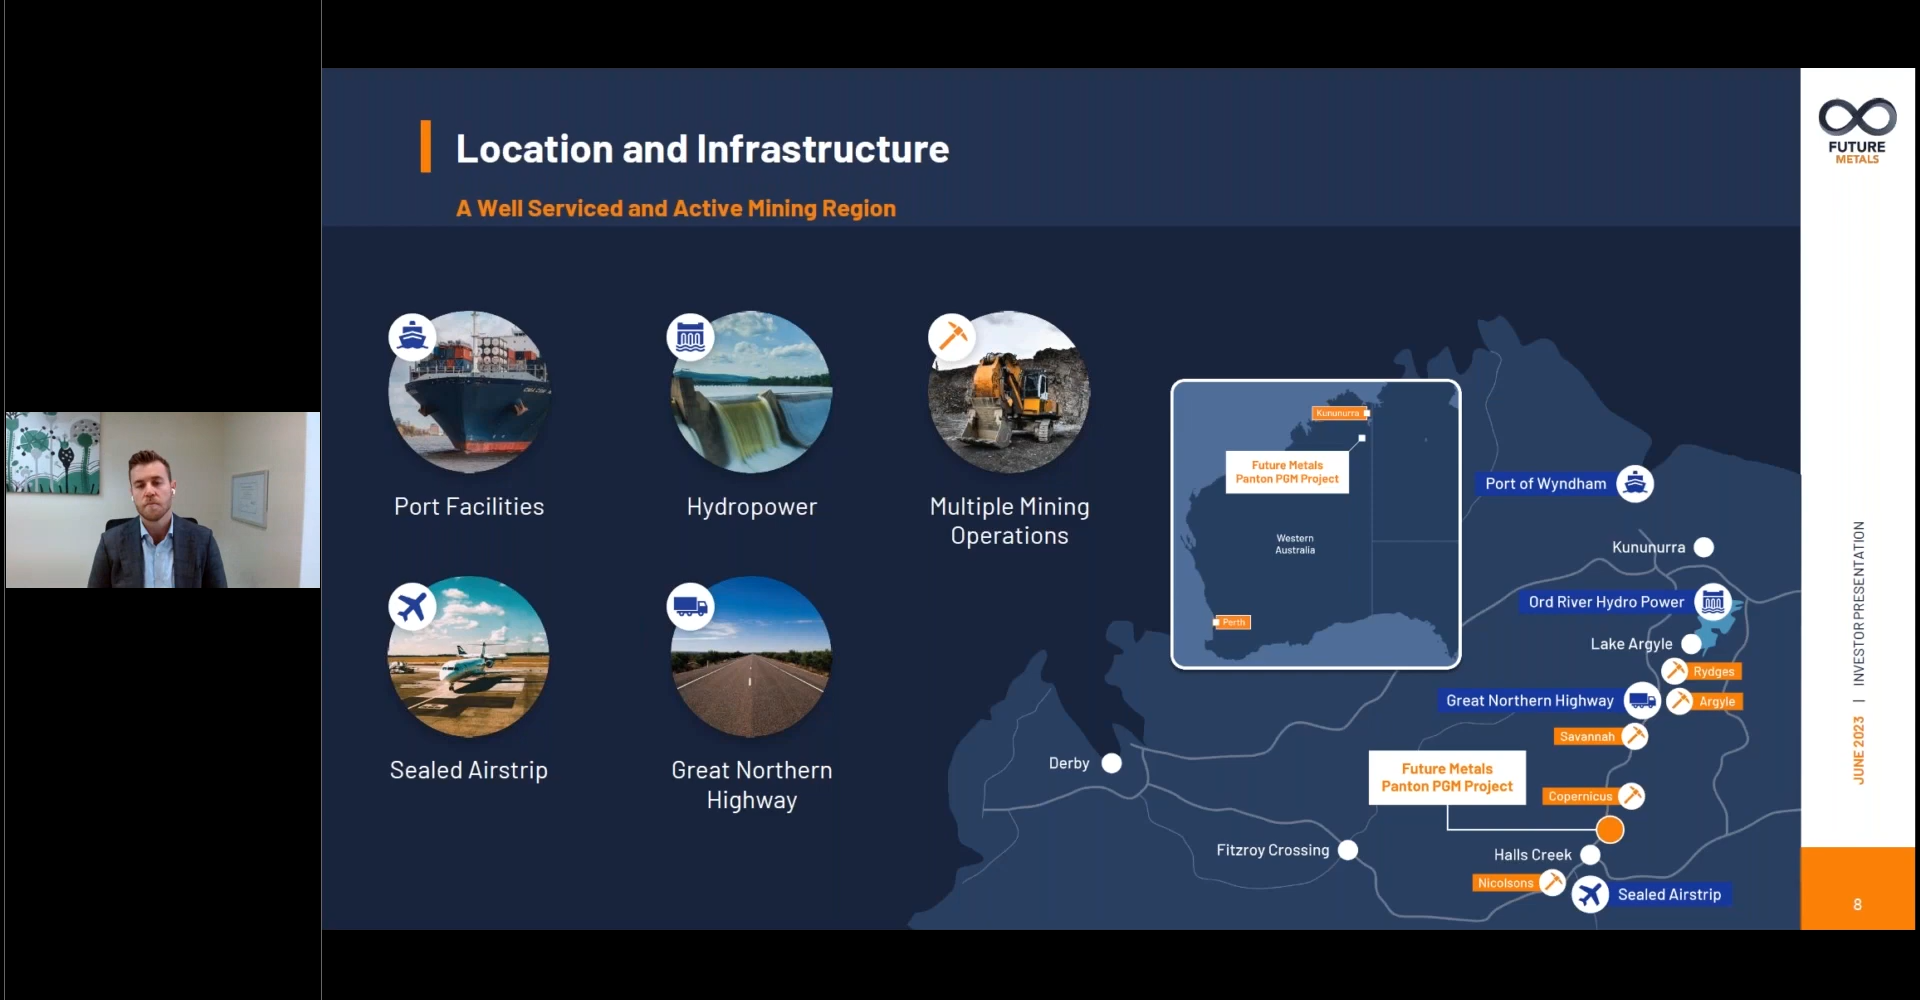 Location and Infrastructure
A Well Serviced and Active Mining Region
FUTURE
METALS
Port Facilities
Hydropower
Multiple Mining
Operations
Sealed Airstrip
Great Northern
Highway
Kununurra
Future Metals
Panton PGM Project
Western
Australia
Perth
Port of Wyndham
Kununurra
Ord River Hydro Power
Lake Argyle
Rydges
Great Northern Highway
Argyle
Savannah
Derby
Future Metals
Panton PGM Project
Copernicus
Fitzroy Crossing
Halls Creek
Nicolsons
Sealed Airstrip
JUNE 2023 | INVESTOR PRESENTATION
8